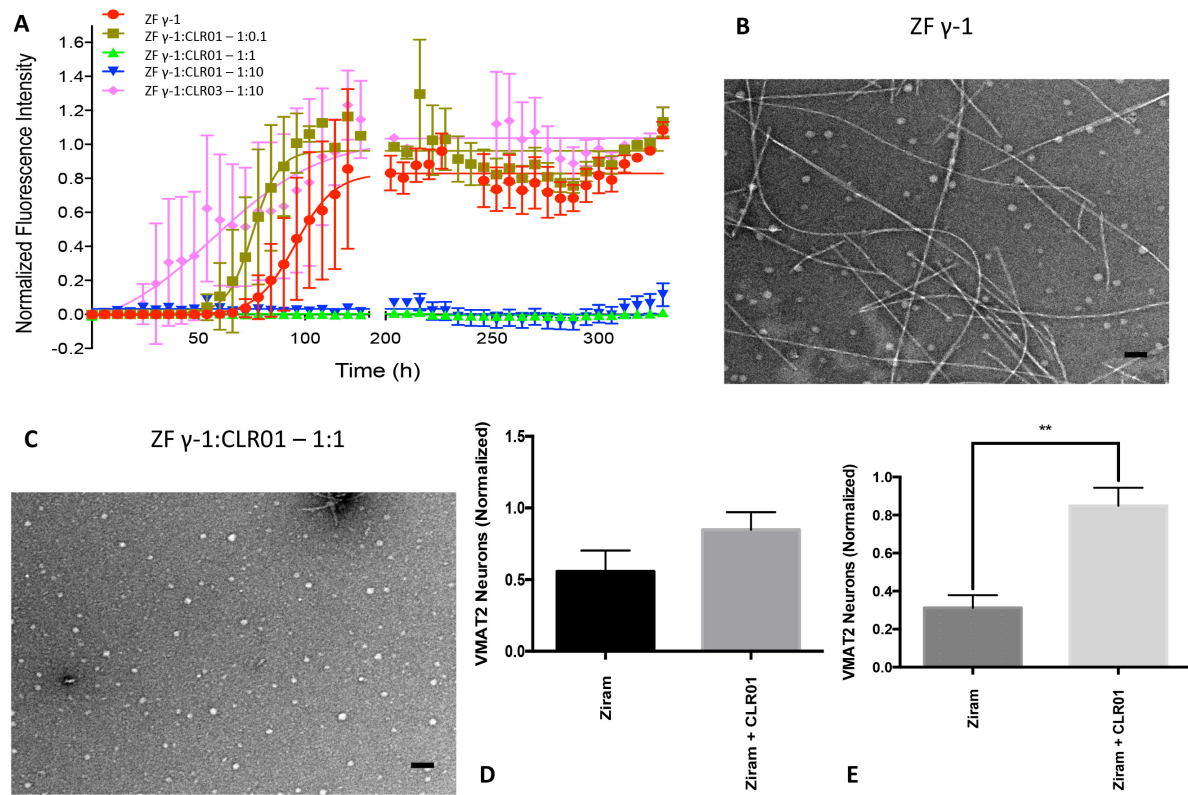 A
ZF γ-1
ZF γ-1:CLR01 – 1:0.1
ZF γ-1:CLR01 – 1:1
ZF γ-1:CLR01 – 1:10
ZF γ-1:CLR03 – 1:10
Normalized Fluorescence Intensity
1.6
1.4
1.2
1.0
0.8
0.6
0.4
0.2
0.0
-0.2
50
100
200
250
300
Time (h)
B
ZF γ-1
C
ZF γ-1:CLR01 – 1:1
VMAT2 Neurons (Normalized)
1.5
1.0
0.5
0.0
Ziram
Ziram + CLR01
D
**
VMAT2 Neurons (Normalized)
1.0
0.8
0.6
0.4
0.2
0.0
Ziram
Ziram + CLR01
E